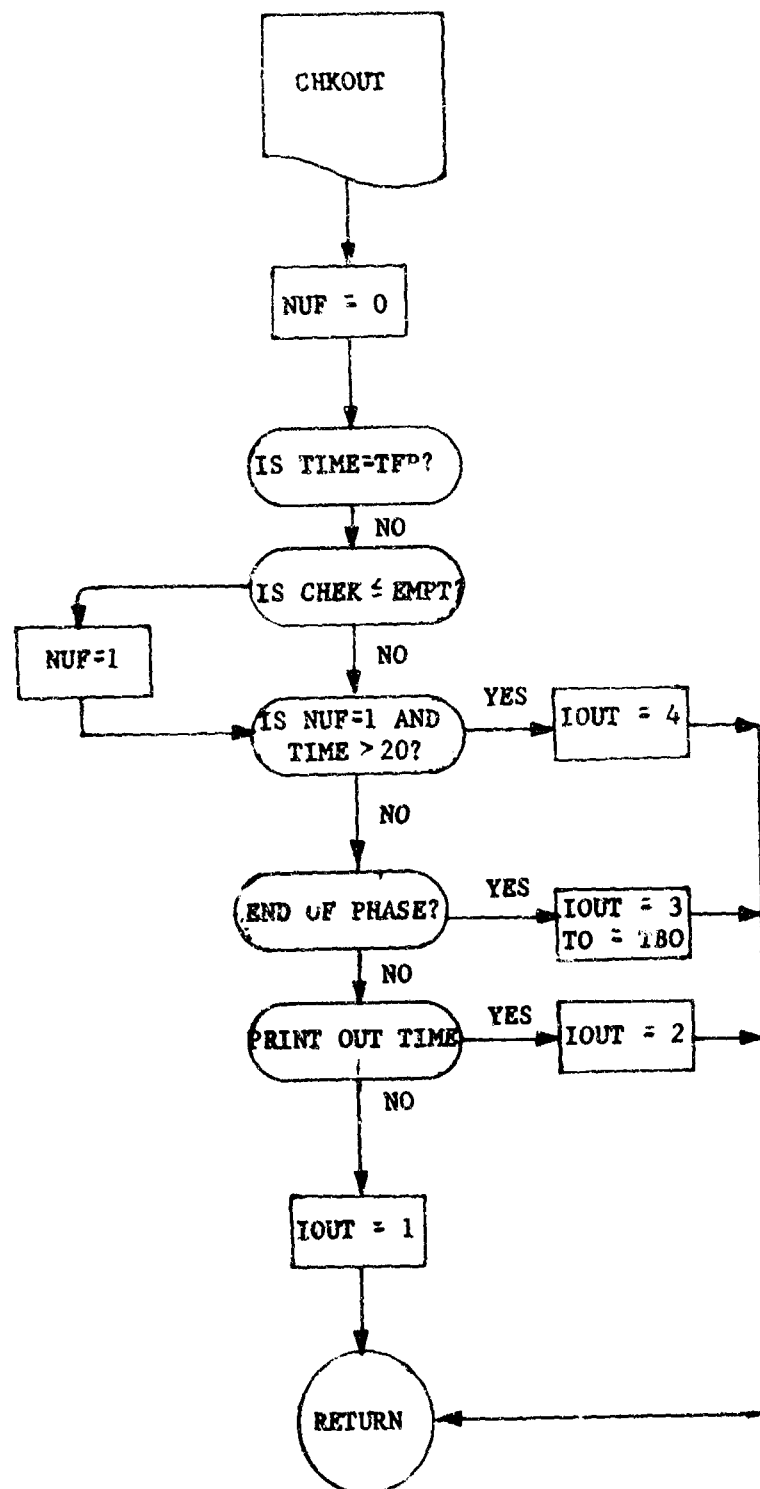 CHKOUT
NUF = 0
IS TIME=TFP?
NO
IS CHEK ≤ EMPT?
NO
NUF=1
IS NUF=1 AND
TIME > 20?
YES
IOUT = 4
NO
END OF PHASE?
YES
IOUT = 3
TO = TBO
NO
PRINT OUT TIME
YES
IOUT = 2
NO
IOUT = 1
RETURN